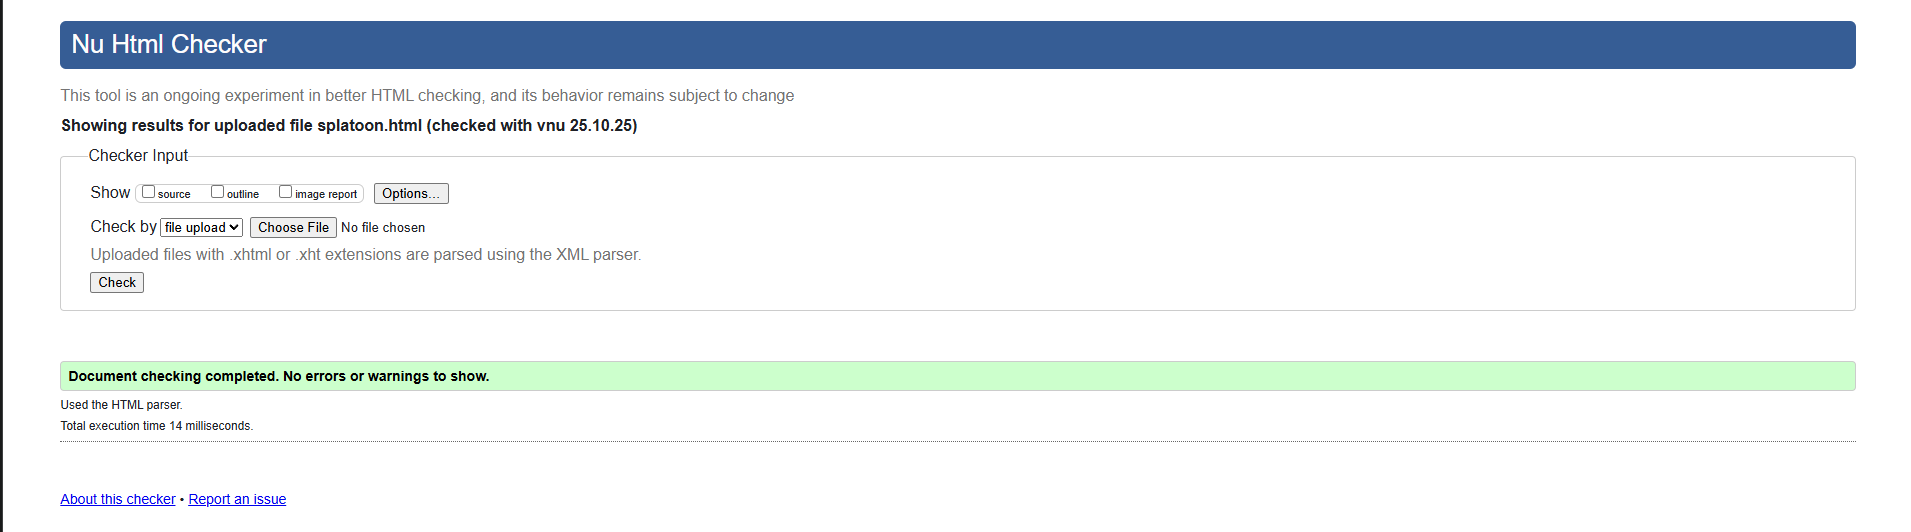 Nu Html Checker
This tool is an ongoing experiment in better HTML checking, and its behavior remains subject to change
Showing results for uploaded file splatoon.html (checked with vnu 25.10.25)
Checker Input
Show source outline image report Options...
Check by file upload Choose File No file chosen
Uploaded files with .xhtml or .xht extensions are parsed using the XML parser.
Check
Document checking completed. No errors or warnings to show.
Used the HTML parser.
Total execution time 14 milliseconds.
About this checker • Report an issue